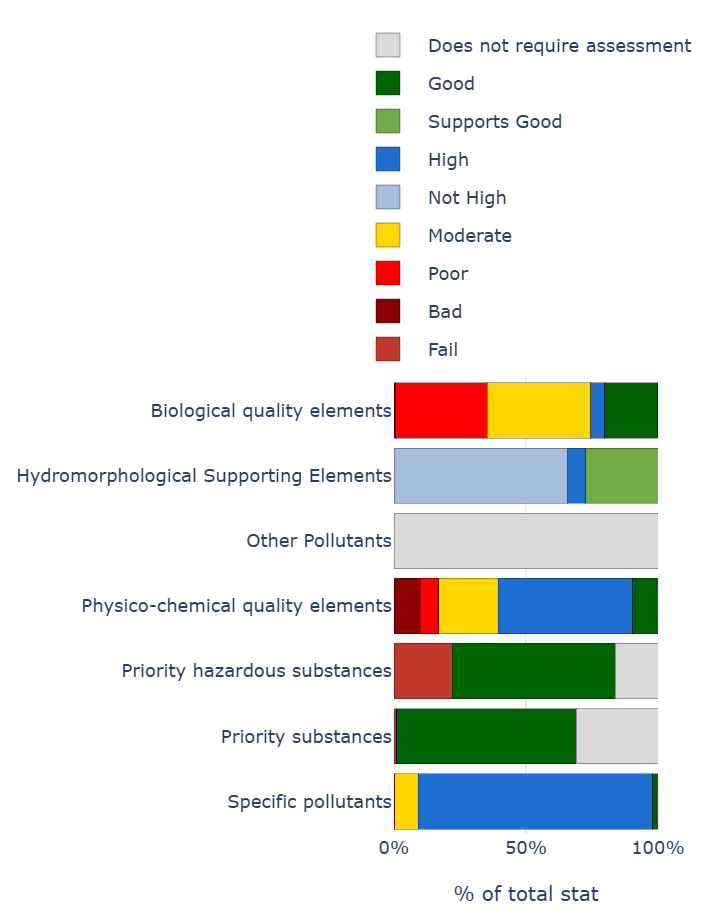 Does not require assessment
Good
Supports Good
High
Not High
Moderate
Poor
Bad
Fail
Biological quality elements
Hydromorphological Supporting Elements
Other Pollutants
Physico-chemical quality elements
Priority hazardous substances
Priority substances
Specific pollutants
0% 50% 100%
% of total stat